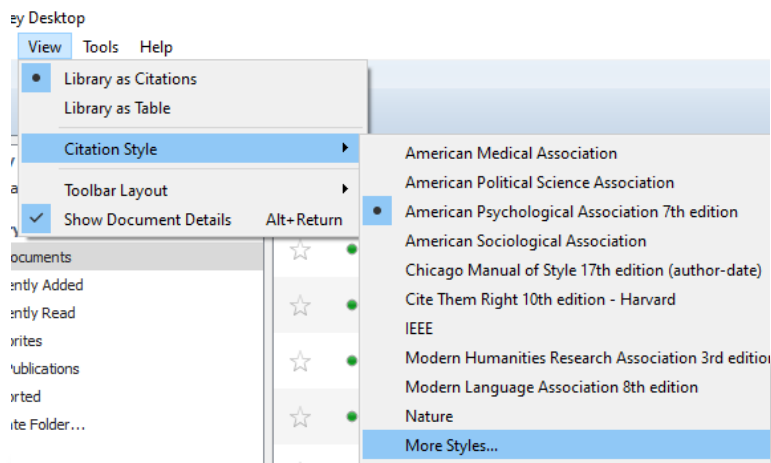 ey Desktop
View Tools Help
Library as Citations
Library as Table
Citation Style
Toolbar Layout
Show Document Details Alt+Return
American Medical Association
American Political Science Association
American Psychological Association 7th edition
American Sociological Association
Chicago Manual of Style 17th edition (author-date)
Cite Them Right 10th edition - Harvard
IEEE
Modern Humanities Research Association 3rd edition
Modern Language Association 8th edition
Nature
More Styles...
ocuments
ently Added
ently Read
orites
Publications
orted
ate Folder...